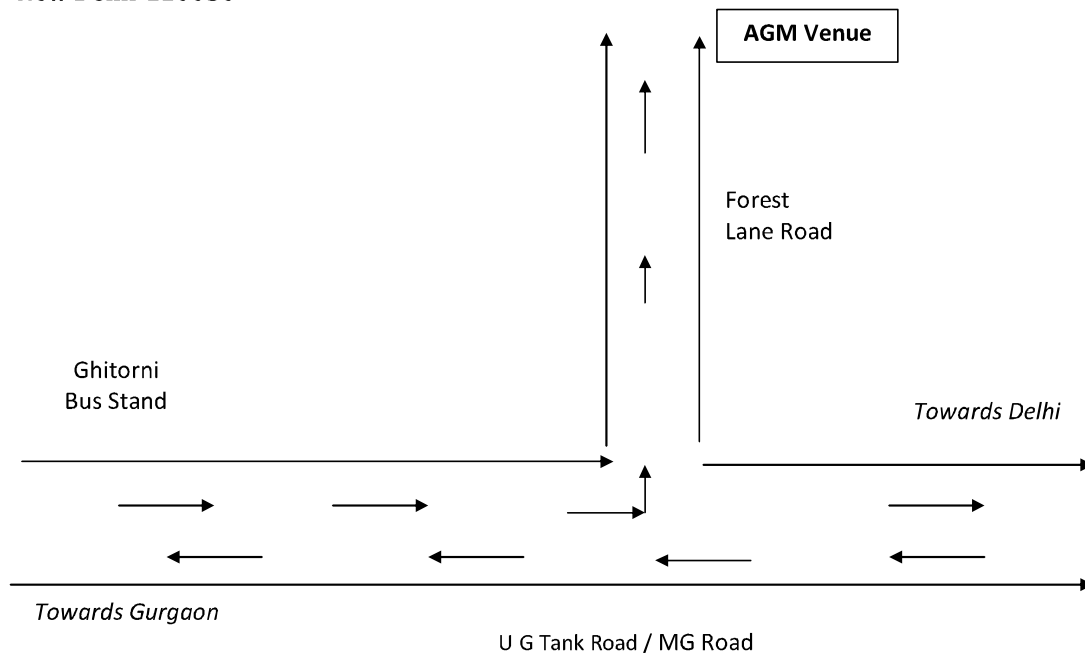 AGM Venue
Forest
Lane Road
Ghitorni
Bus Stand
Towards Delhi
Towards Gurgaon
U G Tank Road / MG Road